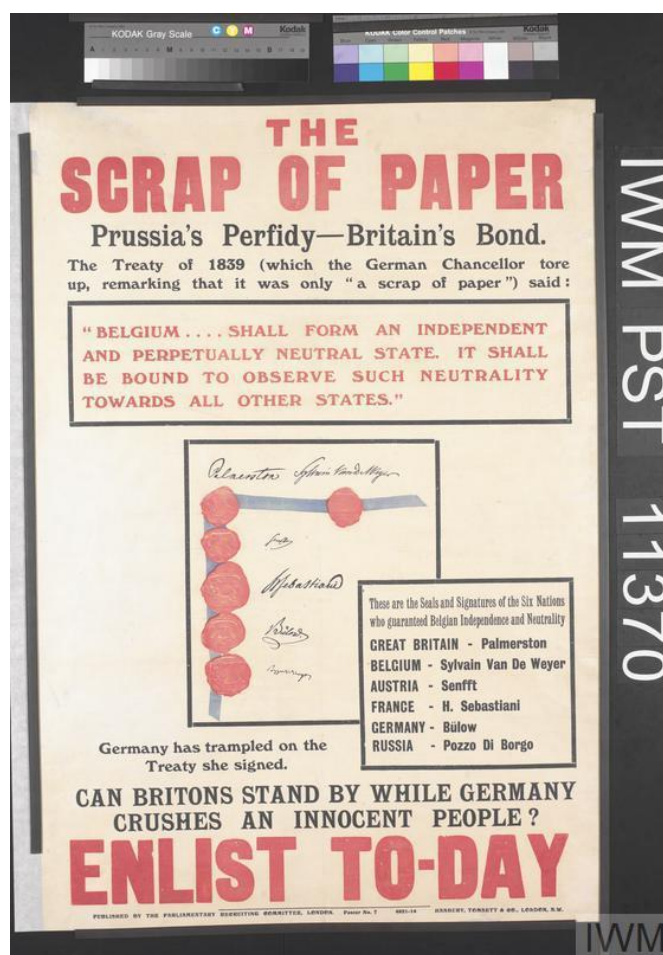 KODAK Gray Scale
C Y M
Kodak
KODAK Color Control Patches
Kodak
THE
SCRAP OF PAPER
Prussia's Perfidy—Britain's Bond.
The Treaty of 1839 (which the German Chancellor tore
up, remarking that it was only "a scrap of paper") said:
"BELGIUM .... SHALL FORM AN INDEPENDENT
AND PERPETUALLY NEUTRAL STATE. IT SHALL
BE BOUND TO OBSERVE SUCH NEUTRALITY
TOWARDS ALL OTHER STATES."
Palmerston Sylvain Van de Weyer
Senfft
H Sebastiani
Bülow
These are the Seals and Signatures of the Six Nations
who guaranteed Belgian Independence and Neutrality
GREAT BRITAIN - Palmerston
BELGIUM - Sylvain Van De Weyer
AUSTRIA - Senfft
FRANCE - H. Sebastiani
GERMANY - Bülow
RUSSIA - Pozzo Di Borgo
Germany has trampled on the
Treaty she signed.
CAN BRITONS STAND BY WHILE GERMANY
CRUSHES AN INNOCENT PEOPLE?
ENLIST TO-DAY
PUBLISHED BY THE PARLIAMENTARY RECRUITING COMMITTEE, LONDON. Poster No. 7
LONDON, N.W.
IWM PST 11370
IWM